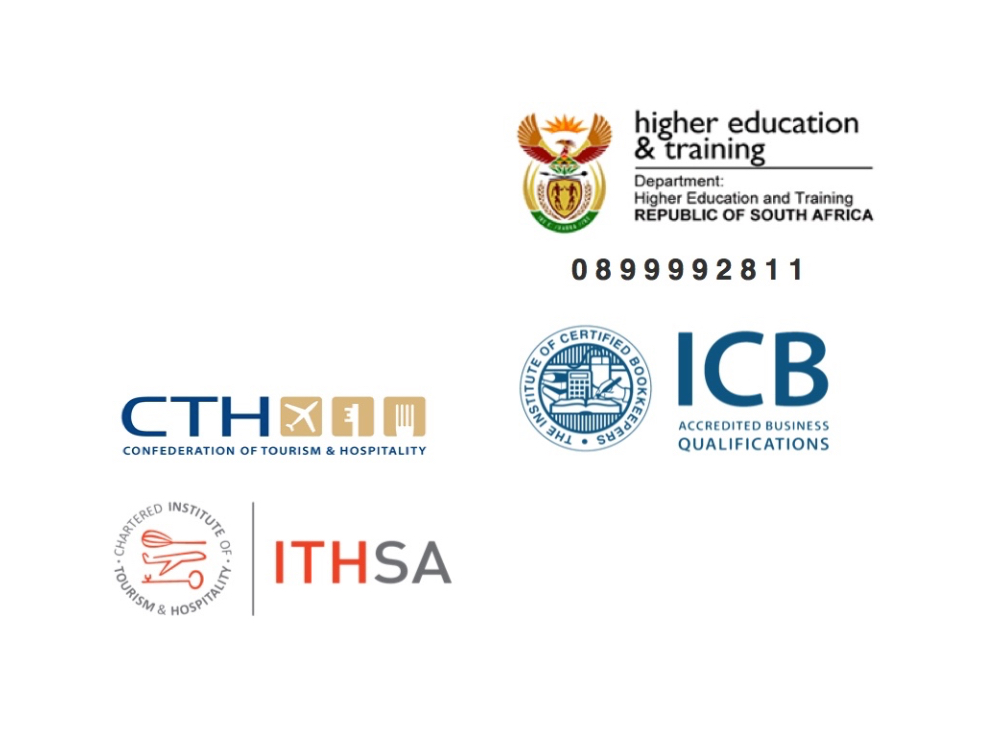 higher education
& training
Department:
Higher Education and Training
REPUBLIC OF SOUTH AFRICA
0899992811
THE INSTITUTE OF CERTIFIED BOOKKEEPERS
ICB
ACCREDITED BUSINESS
QUALIFICATIONS
CTH
CONFEDERATION OF TOURISM & HOSPITALITY
CHARTERED INSTITUTE OF
TOURISM & HOSPITALITY
ITHSA